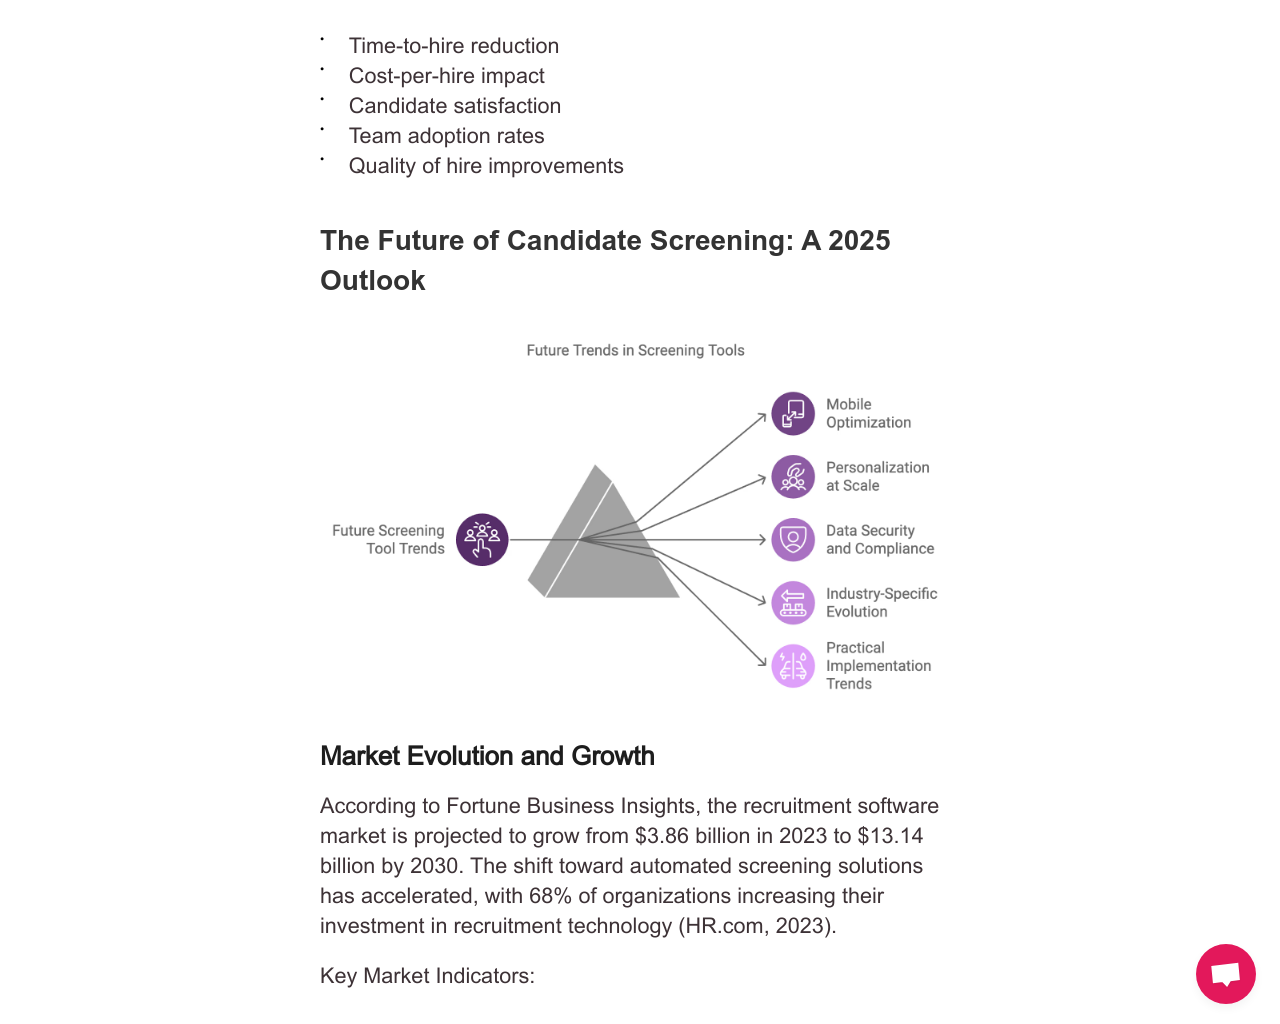 Time-to-hire reduction
Cost-per-hire impact
Candidate satisfaction
Team adoption rates
Quality of hire improvements
The Future of Candidate Screening: A 2025
Outlook
Future Trends in Screening Tools
Future Screening
Tool Trends
Mobile
Optimization
Personalization
at Scale
Data Security
and Compliance
Industry-Specific
Evolution
Practical
Implementation
Trends
Market Evolution and Growth
According to Fortune Business Insights, the recruitment software
market is projected to grow from $3.86 billion in 2023 to $13.14
billion by 2030. The shift toward automated screening solutions
has accelerated, with 68% of organizations increasing their
investment in recruitment technology (HR.com, 2023).
Key Market Indicators: